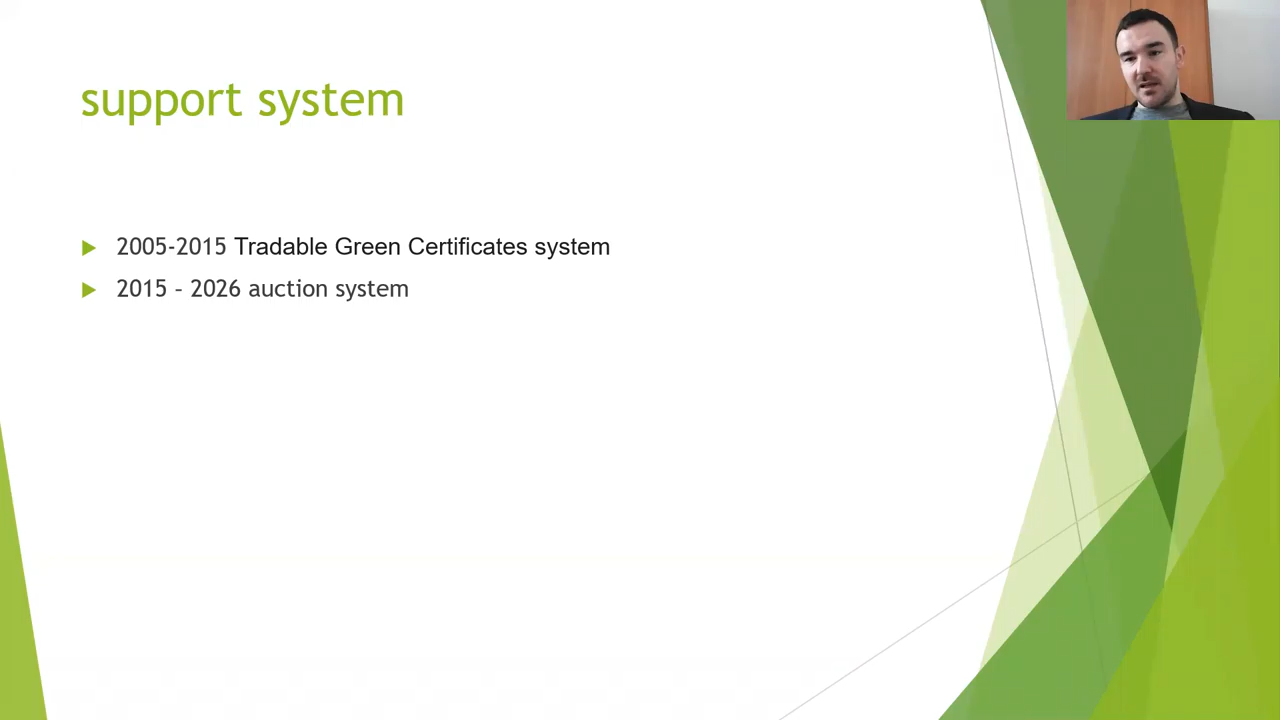 support system
2005-2015 Tradable Green Certificates system
2015 – 2026 auction system